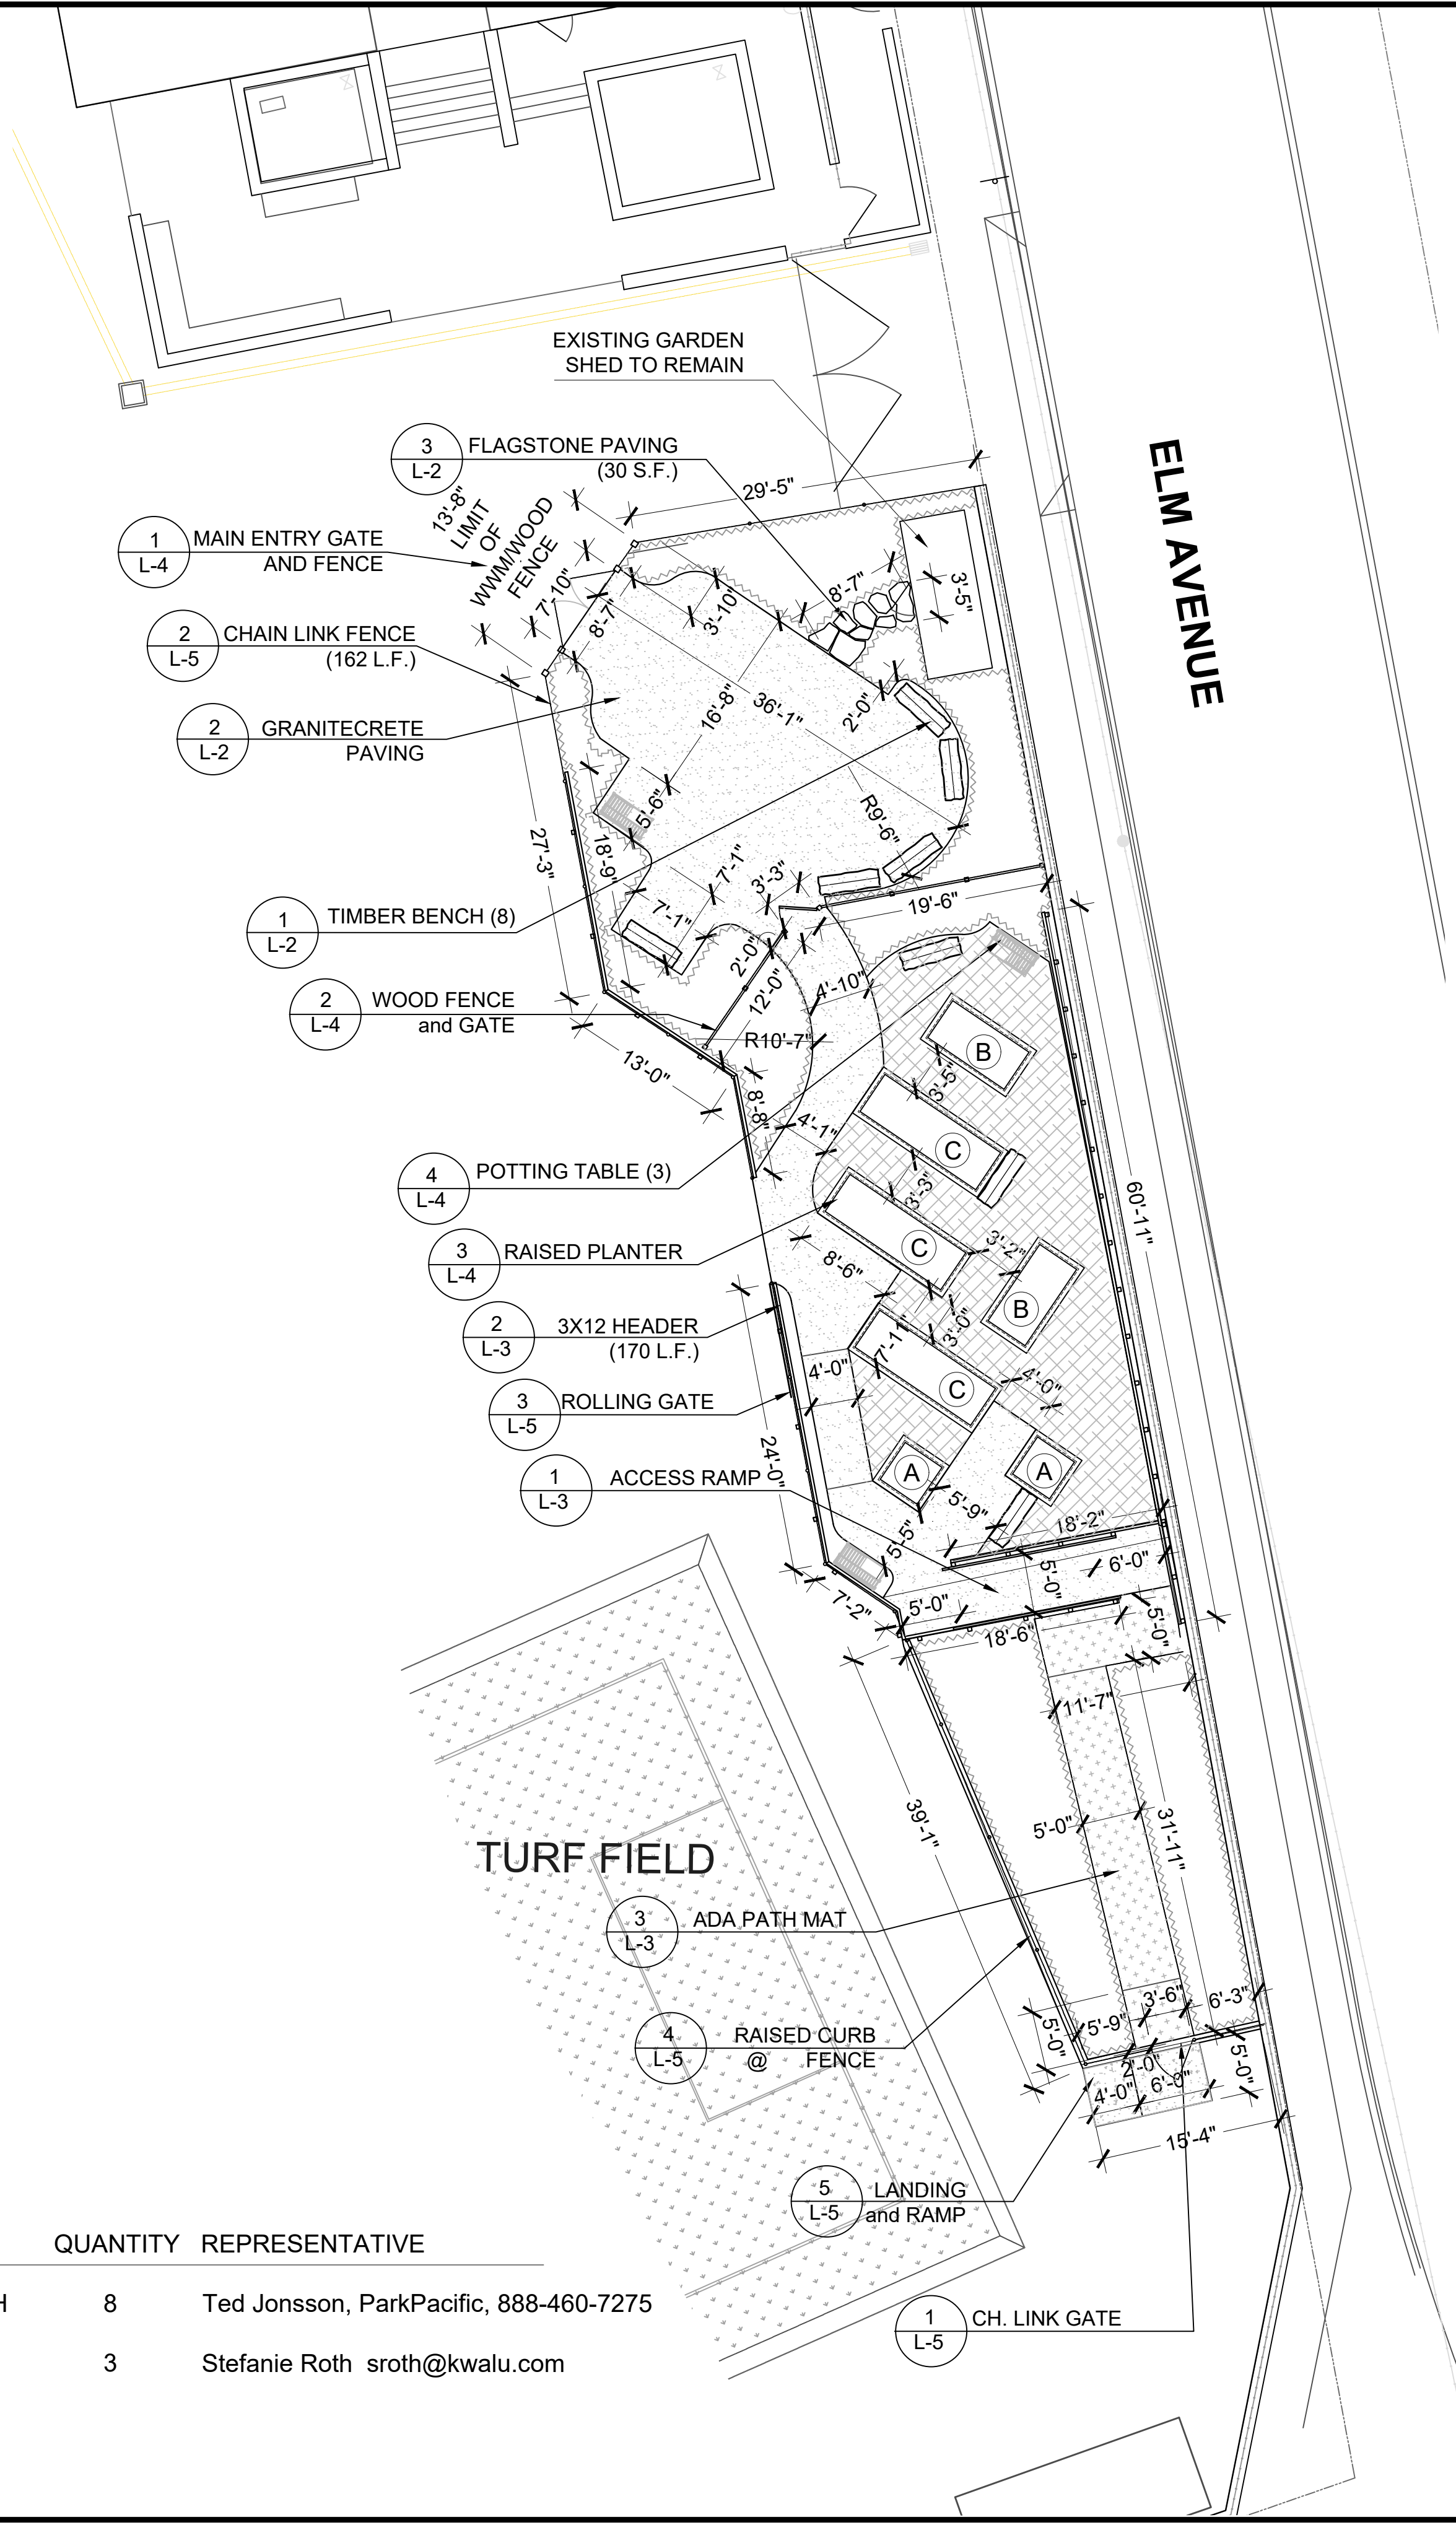 EXISTING GARDEN
SHED TO REMAIN
3
L-2
FLAGSTONE PAVING
(30 S.F.)
29'-5"
13'-8"
LIMIT
OF
WWM/WOOD
FENCE
1
L-4
MAIN ENTRY GATE
AND FENCE
7'-10"
8'-7"
3'-10"
8'-7"
3'-5"
ELM AVENUE
2
L-5
CHAIN LINK FENCE
(162 L.F.)
2
L-2
GRANITECRETE
PAVING
16'-8"
36'-1"
2'-0"
5'-6"
R9'-6"
27'-3"
18'-9"
7'-1"
3'-3"
7'-1"
19'-6"
1
L-2
TIMBER BENCH (8)
2'-0"
12'-0"
4'-10"
2
L-4
WOOD FENCE
and GATE
R10'-7"
B
13'-0"
3'-5"
8'-8"
4'-1"
C
4
L-4
POTTING TABLE (3)
3'-3"
60'-11"
3
L-4
RAISED PLANTER
C
3'-2"
8'-6"
B
2
L-3
3X12 HEADER
(170 L.F.)
3'-0"
4'-0"
C
4'-0"
3
L-5
ROLLING GATE
24'-0"
1
L-3
ACCESS RAMP
A
A
5'-9"
18'-2"
5'-5"
5'-0"
6'-0"
7'-2"
5'-0"
18'-6"
5'-0"
11'-7"
39'-1"
5'-0"
31'-11"
TURF FIELD
3
L-3
ADA PATH MAT
3'-6"
6'-3"
5'-9"
5'-0"
4
L-5
RAISED CURB
@ FENCE
2'-0"
5'-0"
4'-0"
6'-0"
15'-4"
5
L-5
LANDING
and RAMP
1
L-5
CH. LINK GATE
QUANTITY REPRESENTATIVE
H 8 Ted Jonsson, ParkPacific, 888-460-7275
3 Stefanie Roth sroth@kwalu.com